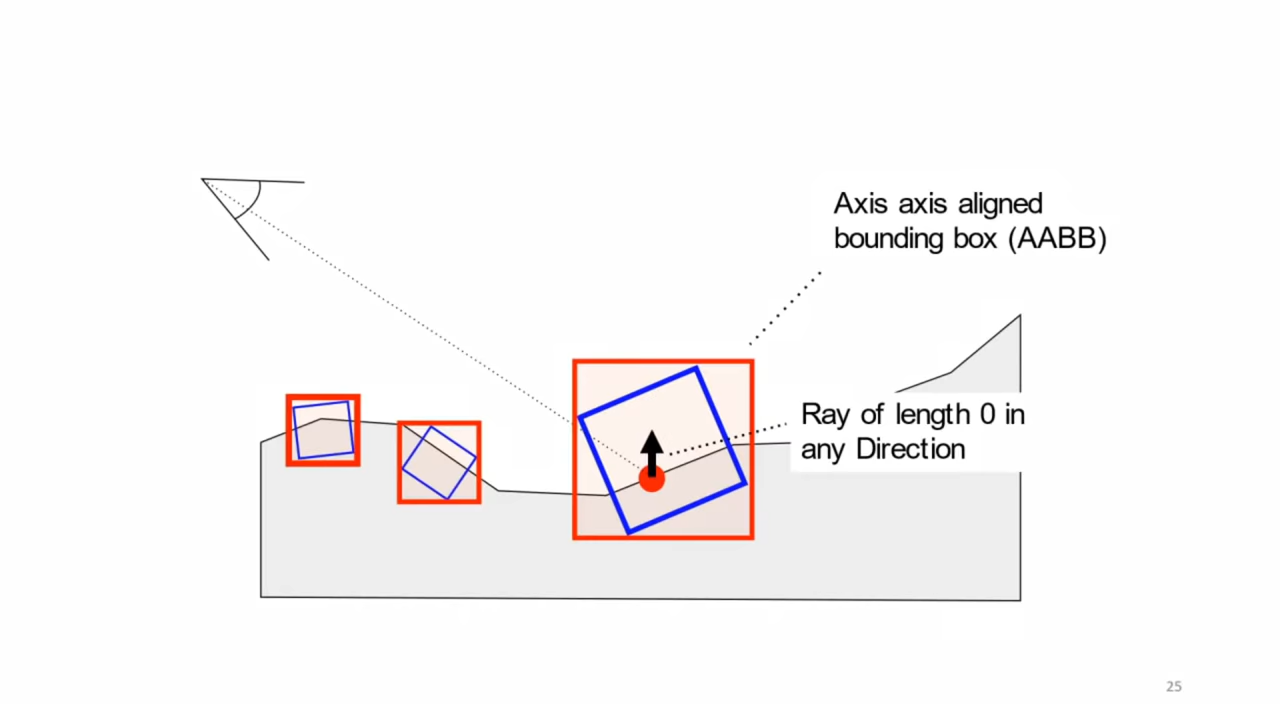 Axis axis aligned
bounding box (AABB)
Ray of length 0 in
any Direction
25